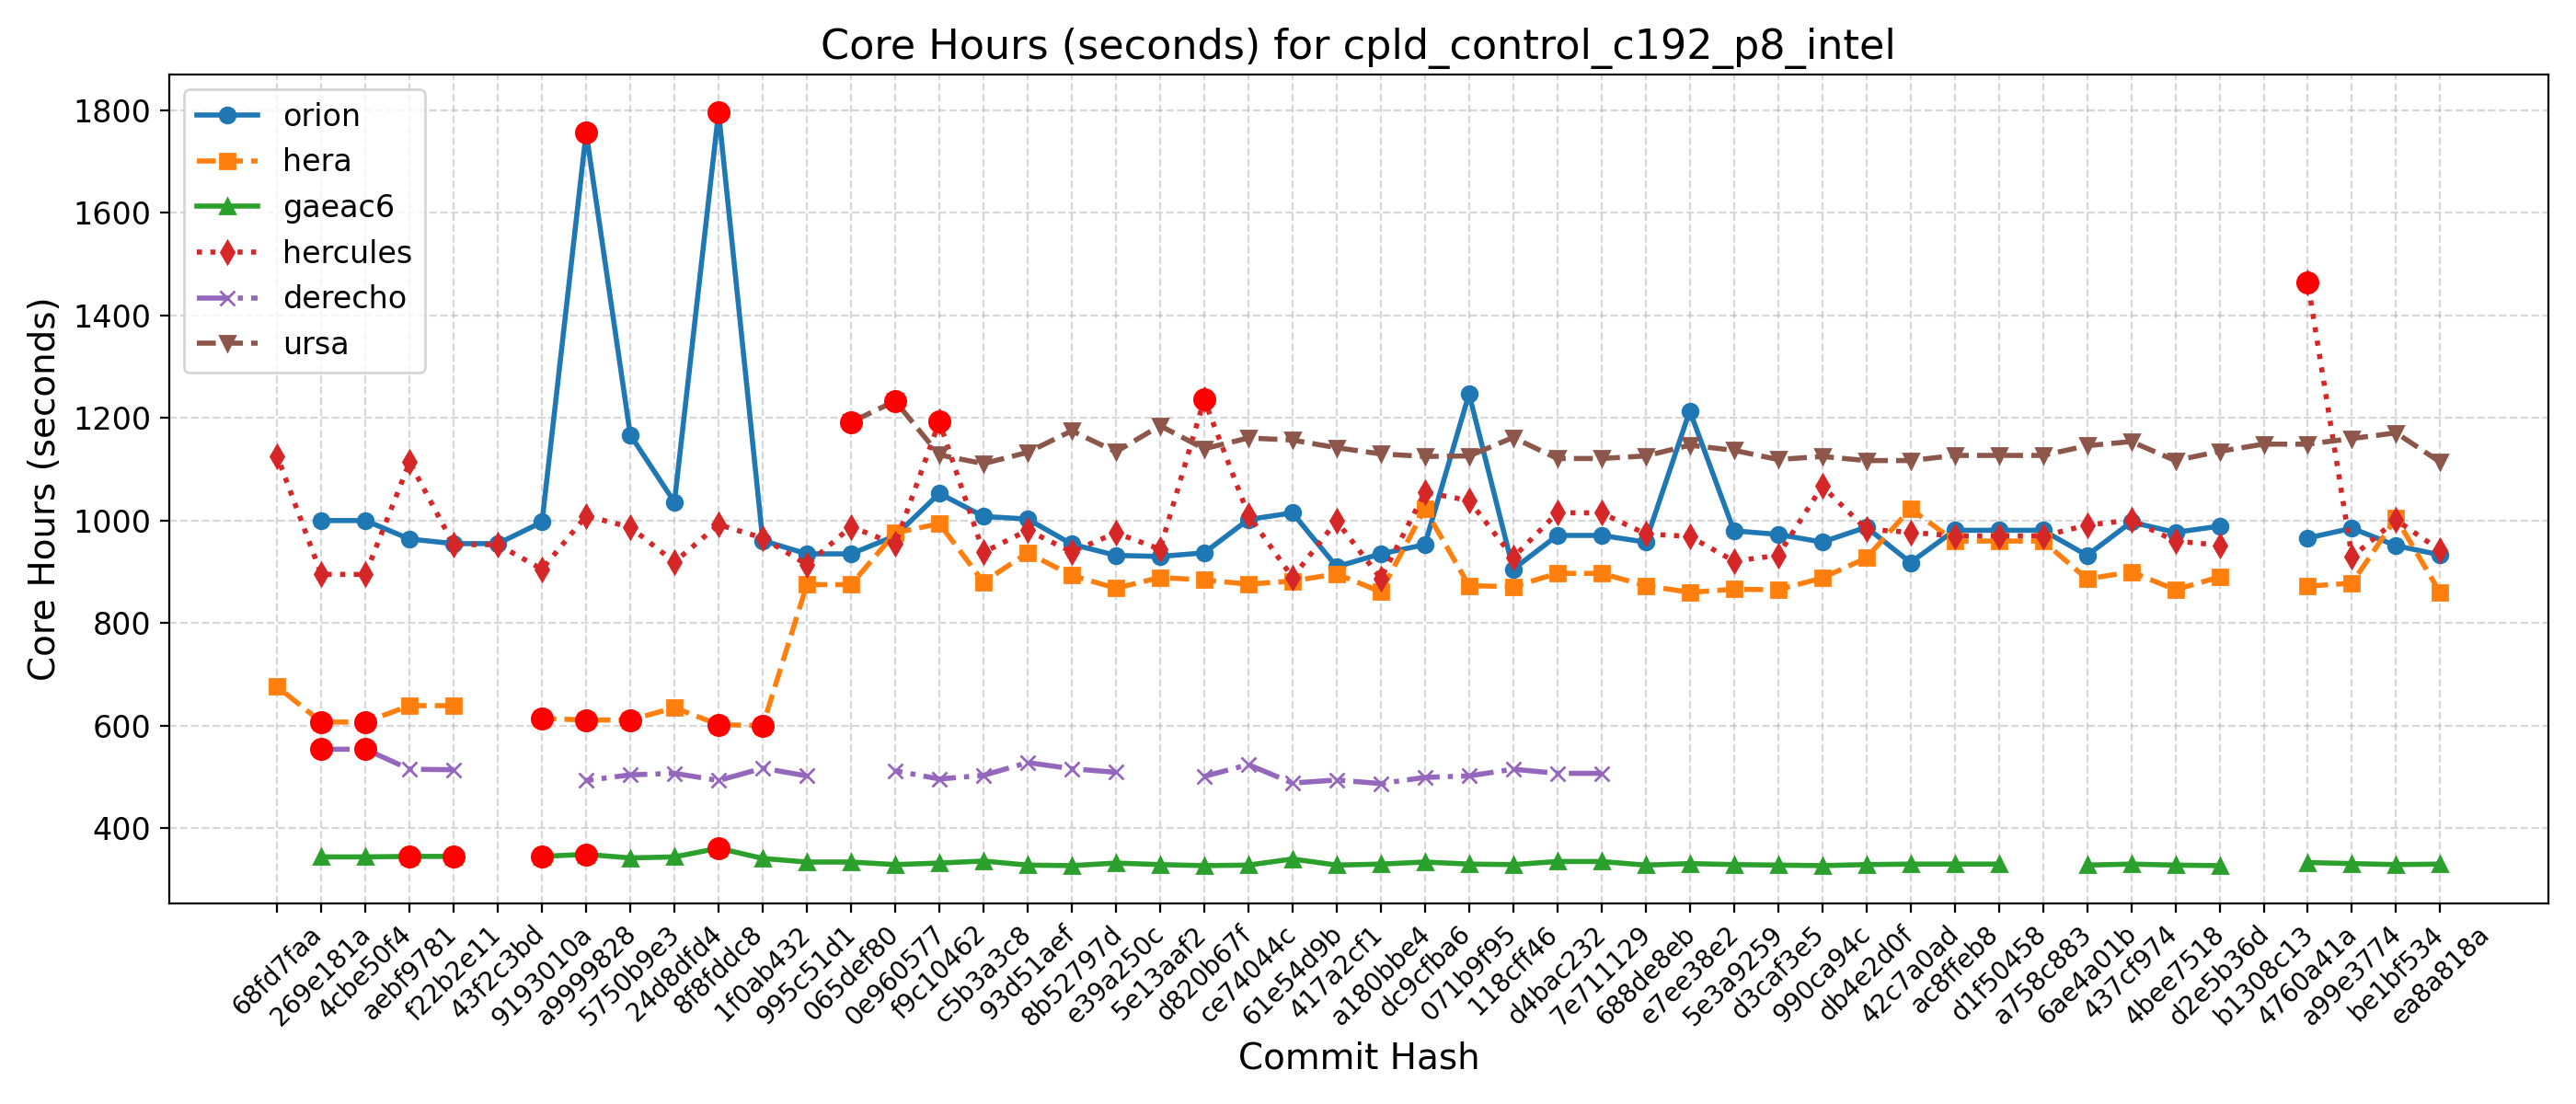 Core Hours (seconds) for cpld_control_c192_p8_intel
orion
hera
gaeac6
hercules
derecho
ursa
Core Hours (seconds)
1800
1600
1400
1200
1000
800
600
400
68fd7faa
269e181a
4cbe50f4
aebf9781
f22b2e11
43f2c3bd
9193010a
a9999828
5750b9e3
24d8dfd4
8f8fddc8
1f0ab432
995c51d1
065def80
0e960577
f9c10462
c5b3a3c8
93d51aef
8b52797d
e39a250c
5e13aaf2
d820b67f
ce74044c
61e54d9b
417a2cf1
a180bbe4
dc9cfba6
071b9f95
118cff46
d4bac232
7e711129
688de8eb
e7ee38e2
5e3a9259
d3caf3e5
990ca94c
db4e2d0f
42c7a0ad
ac8ffeb8
d1f50458
a758c883
6ae4a01b
437cf974
4bee7518
d2e5b36d
b1308c13
4760a41a
a99e3774
be1bf534
ea8a818a
Commit Hash